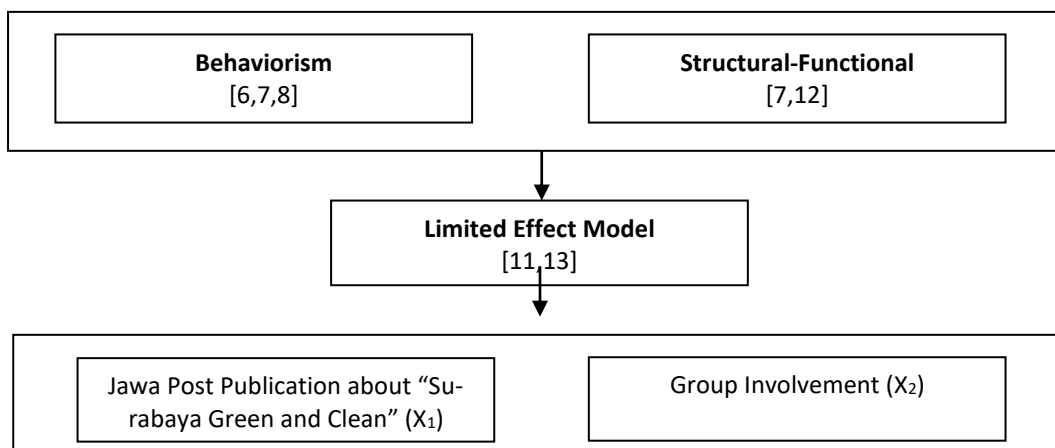 Behaviorism
[6,7,8]
Structural-Functional
[7,12]
Limited Effect Model
[11,13]
Jawa Post Publication about “Su-
rabaya Green and Clean” (X₁)
Group Involvement (X₂)